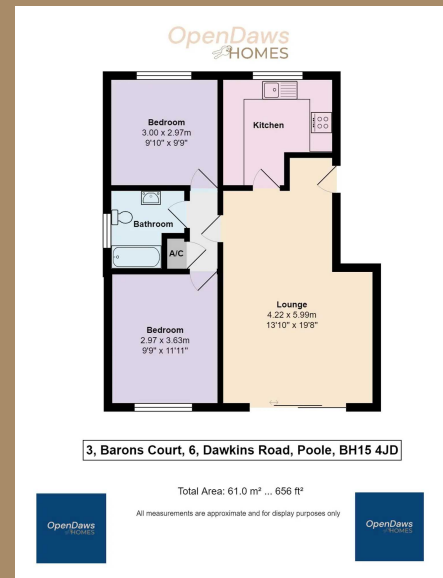 OpenDaws
HOMES
Bedroom
3.00 x 2.97m
9'10" x 9'9"
Kitchen
Bathroom
A/C
Lounge
4.22 x 5.99m
13'10" x 19'8"
Bedroom
2.97 x 3.63m
9'9" x 11'11"
3, Barons Court, 6, Dawkins Road, Poole, BH15 4JD
Total Area: 61.0 m² ... 656 ft²
All measurements are approximate and for display purposes only
OpenDaws
HOMES
OpenDaws
HOMES